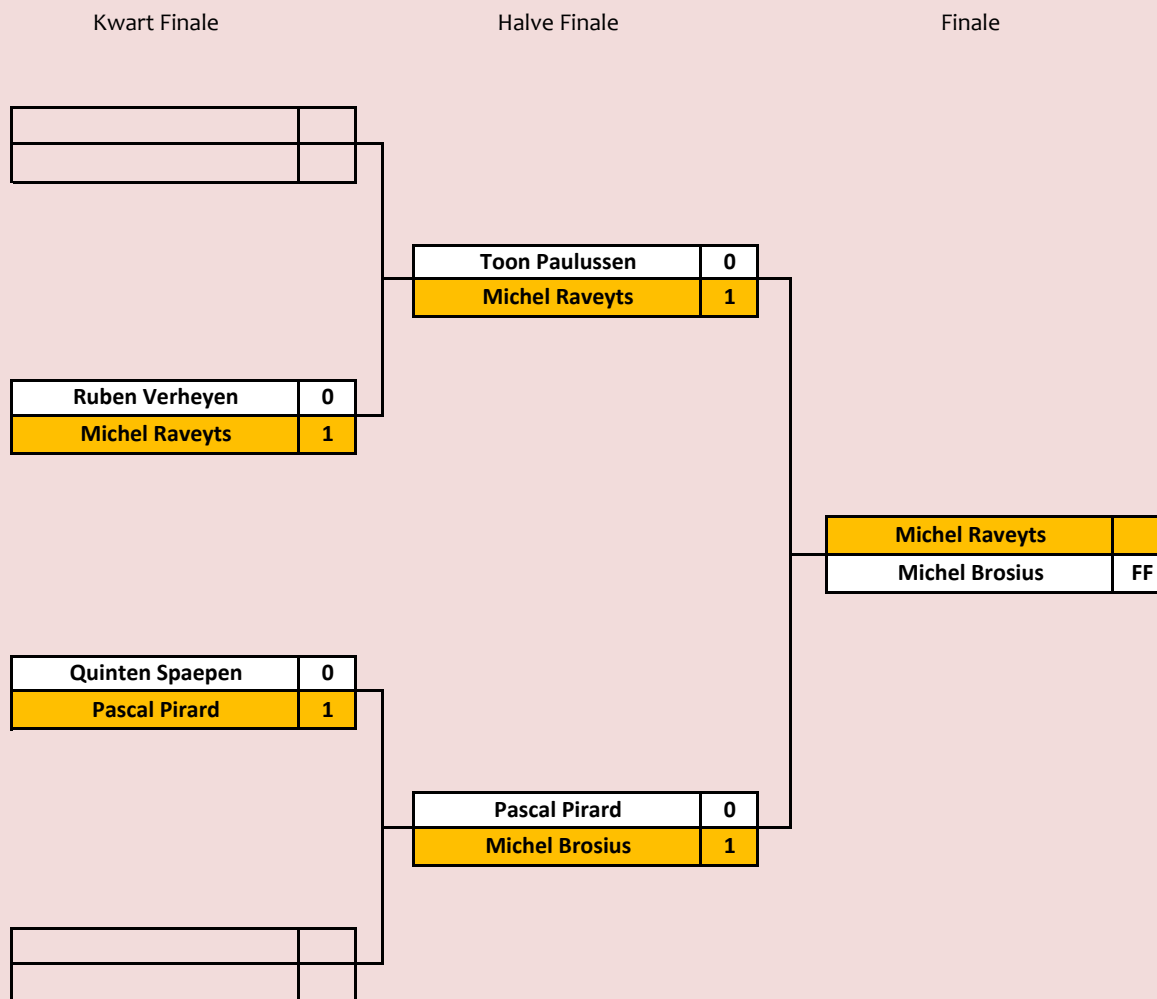 Kwart Finale
Halve Finale
Finale
Toon Paulussen 0
Michel Raveyts 1
Ruben Verheyen 0
Michel Raveyts 1
Michel Raveyts
Michel Brosius FF
Quinten Spaepen 0
Pascal Pirard 1
Pascal Pirard 0
Michel Brosius 1